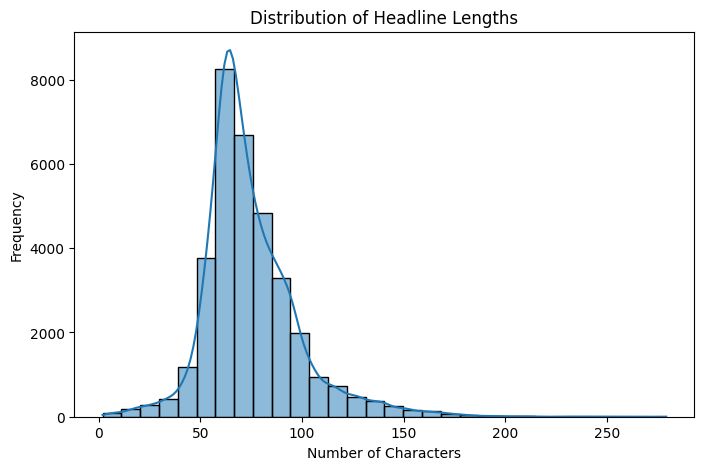 Distribution of Headline Lengths
8000
6000
4000
2000
0
Frequency
0 50 100 150 200 250
Number of Characters